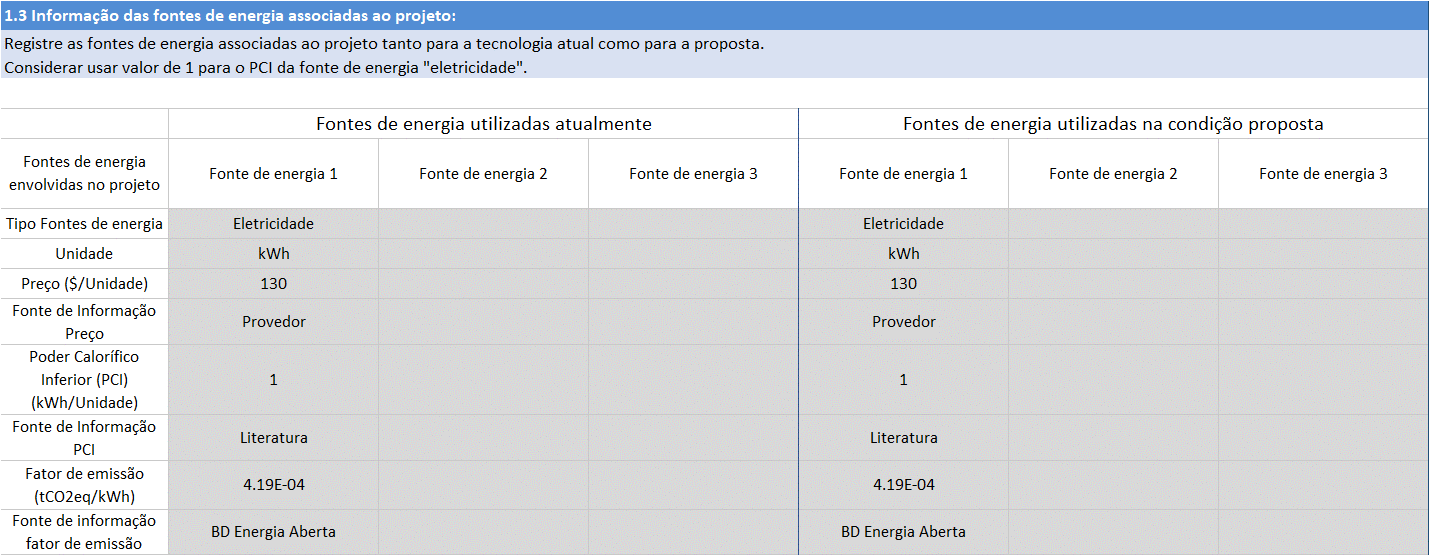 1.3 Informação das fontes de energia associadas ao projeto:
Registre as fontes de energia associadas ao projeto tanto para a tecnologia atual como para a proposta.
Considerar usar valor de 1 para o PCI da fonte de energia "eletricidade".
Fontes de energia utilizadas atualmente Fontes de energia utilizadas na condição proposta
Fontes de energia
envolvidas no projeto
Fonte de energia 1 Fonte de energia 2 Fonte de energia 3 Fonte de energia 1 Fonte de energia 2 Fonte de energia 3
Tipo Fontes de energia Eletricidade Eletricidade
Unidade kWh kWh
Preço ($/Unidade) 130 130
Fonte de Informação
Preço
Provedor Provedor
Poder Calorífico
Inferior (PCI)
(kWh/Unidade)
1 1
Fonte de Informação
PCI
Literatura Literatura
Fator de emissão
(tCO2eq/kWh)
4.19E-04 4.19E-04
Fonte de informação
fator de emissão
BD Energia Aberta BD Energia Aberta